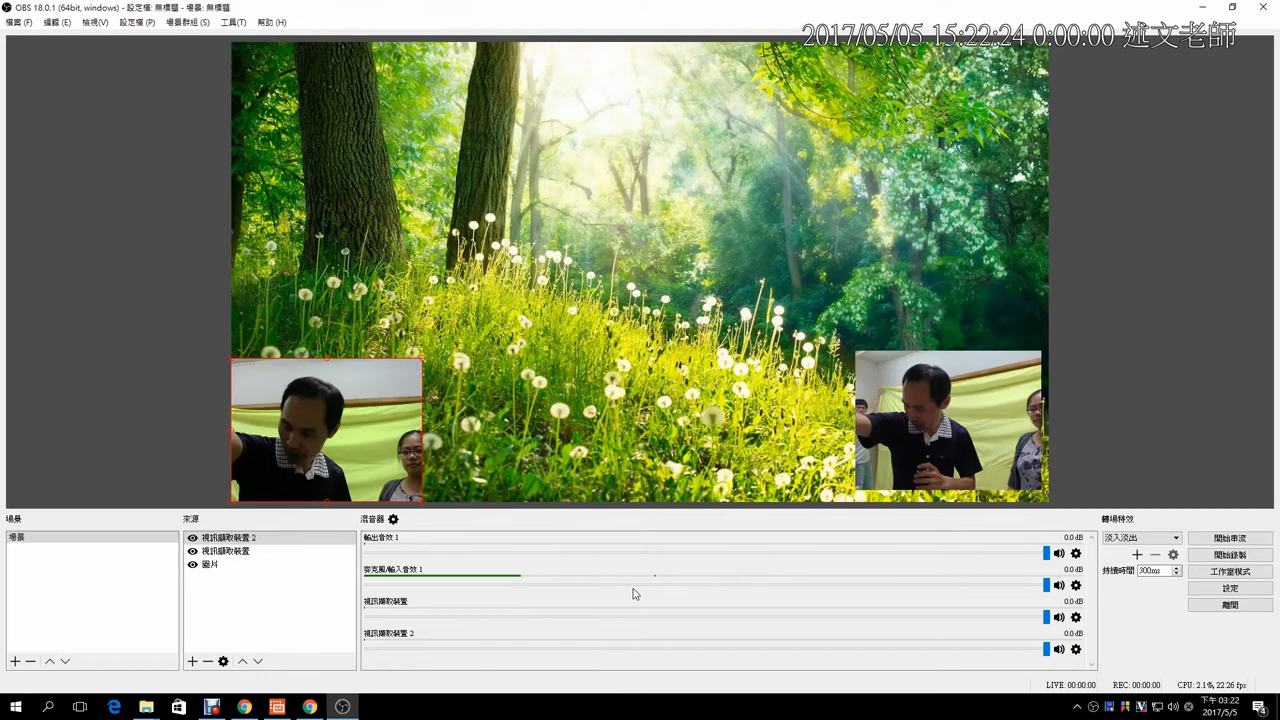 OBS 18.0.1 (64bit, windows) - 設定檔: 無標題 - 場景: 無標題
檔案 (F) 編輯 (E) 檢視(V) 設定檔 (P) 場景群組 (S) 工具(T) 幫助 (H)
2017/05/05 15:22:24 0:00:00 述文老師
場景
來源
混音器
轉場特效
場景
視訊擷取裝置 2
視訊擷取裝置
圖片
輸出音效 1
0.0 dB
麥克風/輸入音效 1
0.0 dB
視訊擷取裝置
0.0 dB
視訊擷取裝置 2
0.0 dB
淡入淡出
持續時間 300ms
開始串流
開始錄製
工作室模式
設定
離開
LIVE: 00:00:00 REC: 00:00:00 CPU: 2.1%, 22.26 fps
下午 03:22
2017/5/5
4